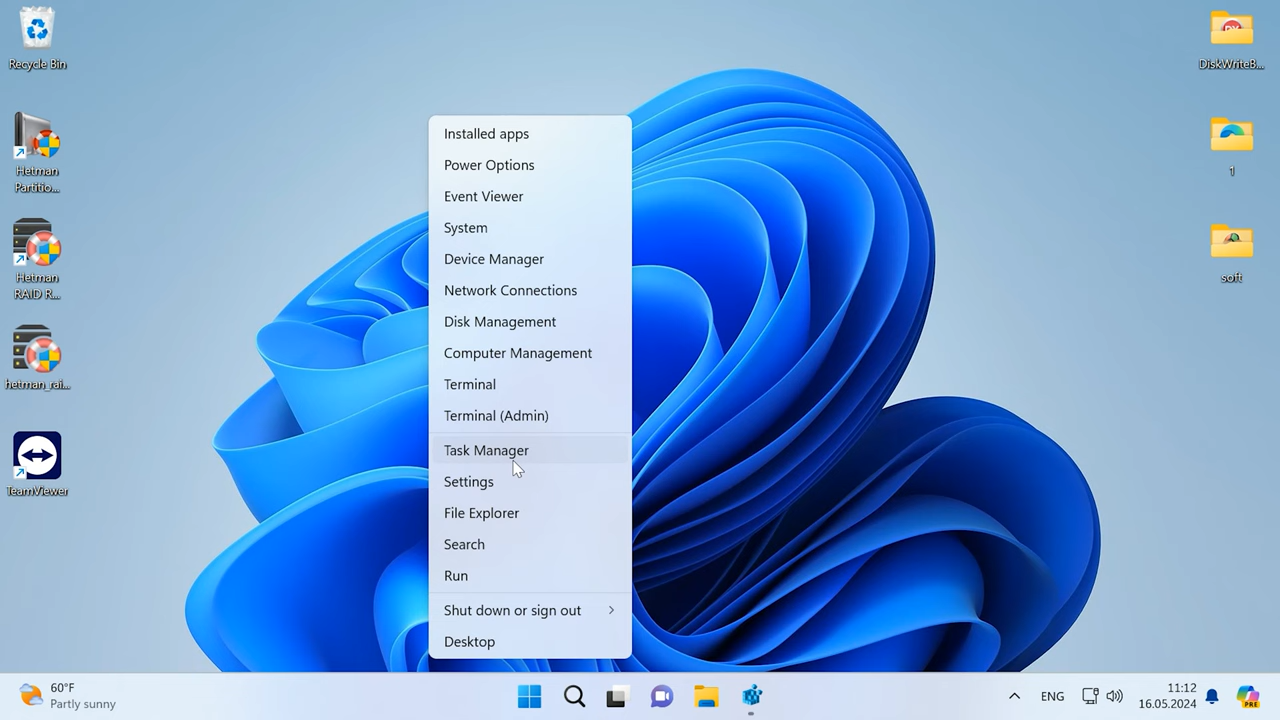 Recycle Bin
Hetman
Partitio...
Hetman
RAID R...
hetman_rai...
TeamViewer
Installed apps
Power Options
Event Viewer
System
Device Manager
Network Connections
Disk Management
Computer Management
Terminal
Terminal (Admin)
Task Manager
Settings
File Explorer
Search
Run
Shut down or sign out
Desktop
DiskWriteB...
1
soft
60°F
Partly sunny
ENG
11:12
16.05.2024
PRE